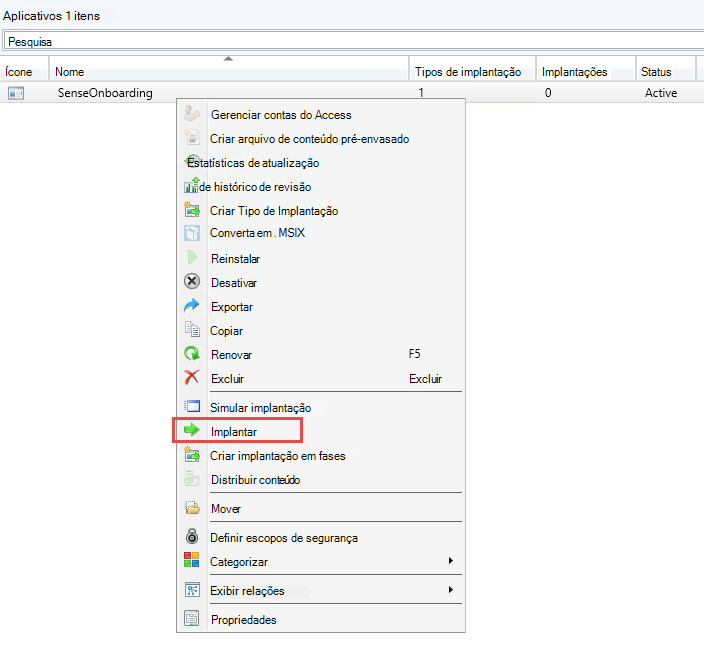 Aplicativos 1 itens
Pesquisa
Ícone Nome Tipos de implantação Implantações Status
SenseOnboarding 1 0 Active
Gerenciar contas do Access
Criar arquivo de conteúdo pré-envasado
Estatísticas de atualização
de histórico de revisão
Criar Tipo de Implantação
Converta em . MSIX
Reinstalar
Desativar
Exportar
Copiar
Renovar F5
Excluir Excluir
Simular implantação
Implantar
Criar implantação em fases
Distribuir conteúdo
Mover
Definir escopos de segurança
Categorizar
Exibir relações
Propriedades